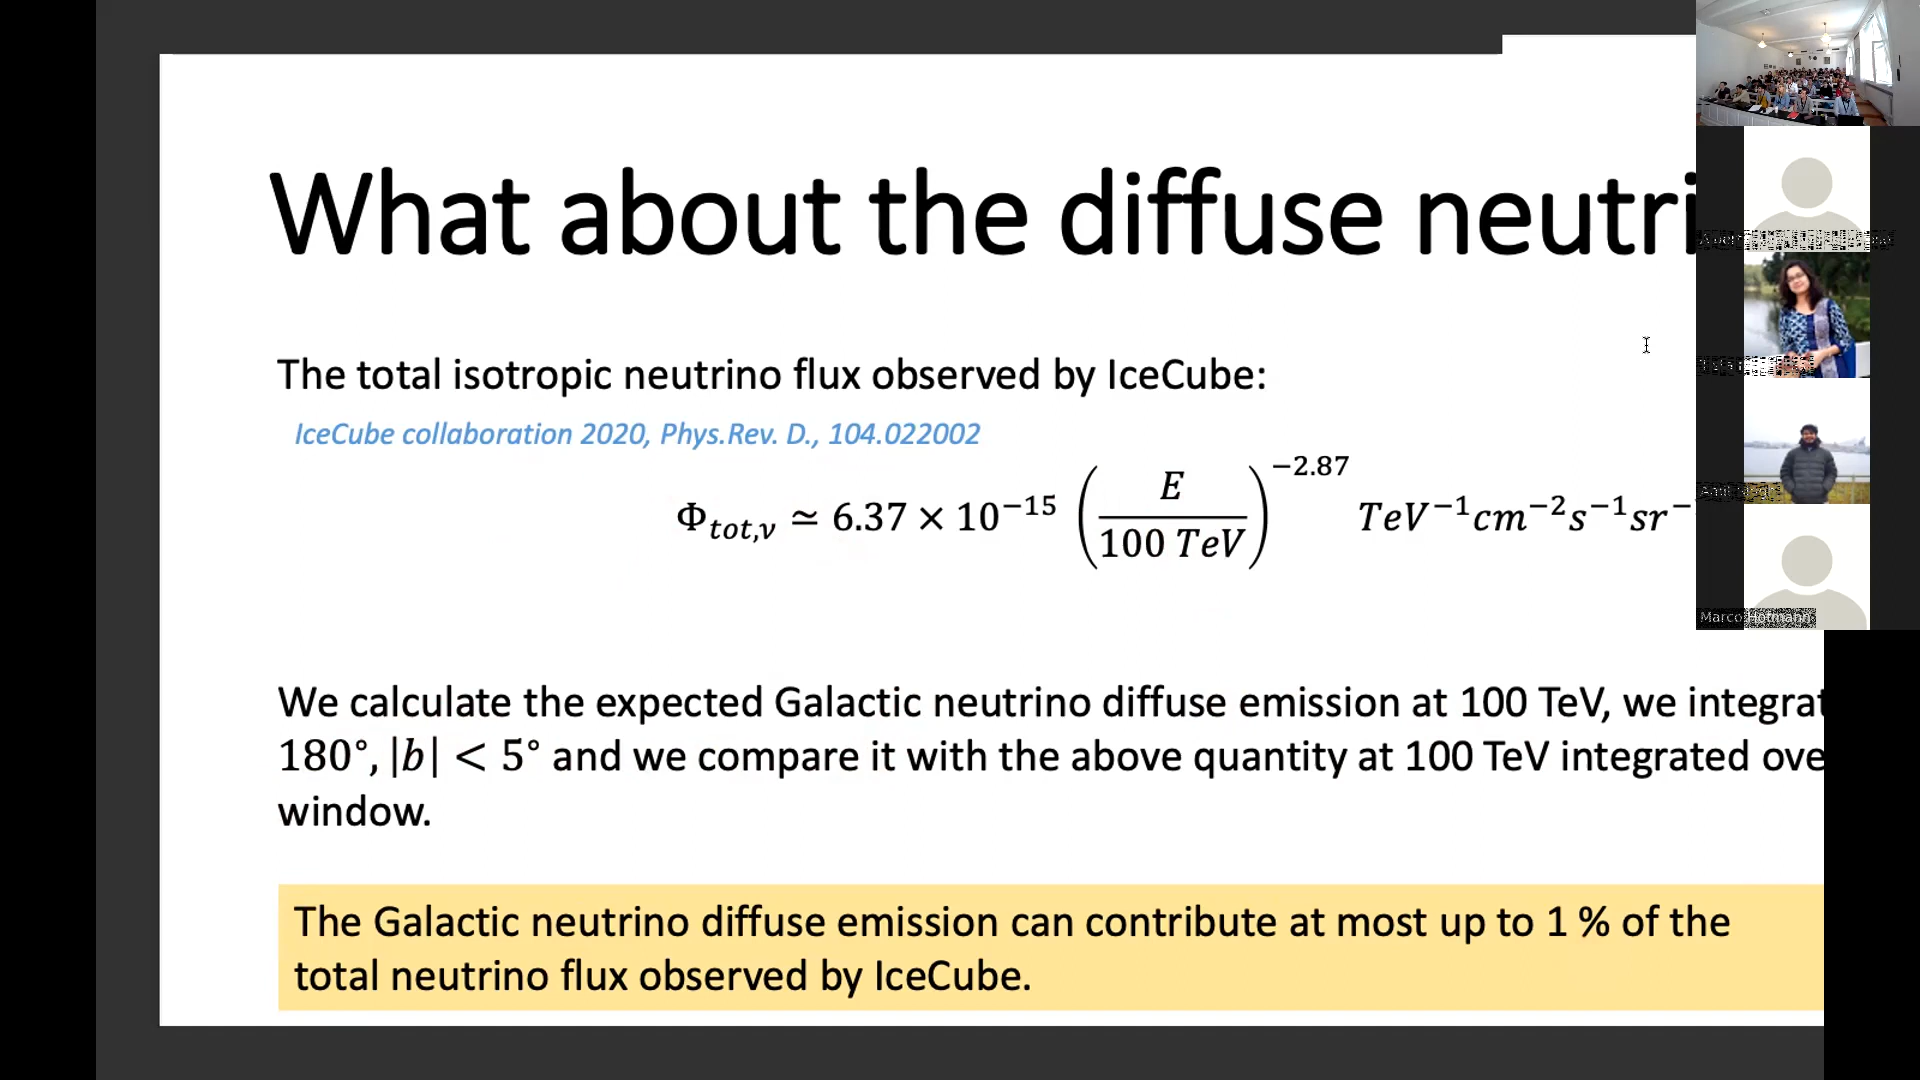 What about the diffuse neutri
The total isotropic neutrino flux observed by IceCube:
IceCube collaboration 2020, Phys.Rev. D., 104.022002
Φ_{tot,ν} ≃ 6.37 × 10^{−15} (E / 100 TeV)^{−2.87} TeV^{−1}cm^{−2}s^{−1}sr^{−}
We calculate the expected Galactic neutrino diffuse emission at 100 TeV, we integrat
180°, |b| < 5° and we compare it with the above quantity at 100 TeV integrated ove
window.
The Galactic neutrino diffuse emission can contribute at most up to 1 % of the
total neutrino flux observed by IceCube.
Marco Hofmann